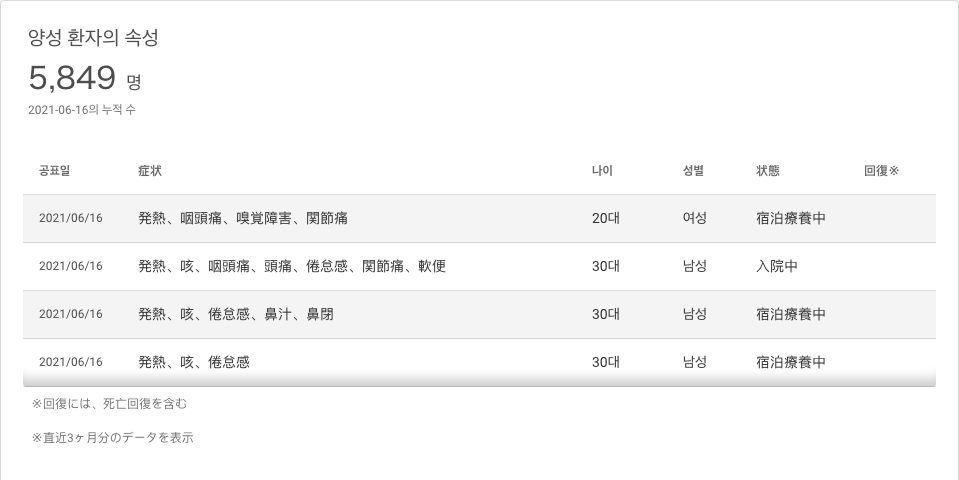 양성 환자의 속성
5,849 명
2021-06-16의 누적 수
공표일 症状 나이 성별 状態 回復※
2021/06/16 発熱、咽頭痛、嗅覚障害、関節痛 20대 여성 宿泊療養中
2021/06/16 発熱、咳、咽頭痛、頭痛、倦怠感、関節痛、軟便 30대 남성 入院中
2021/06/16 発熱、咳、倦怠感、鼻汁、鼻閉 30대 남성 宿泊療養中
2021/06/16 発熱、咳、倦怠感 30대 남성 宿泊療養中
※回復には、死亡回復を含む
※直近3ヶ月分のデータを表示